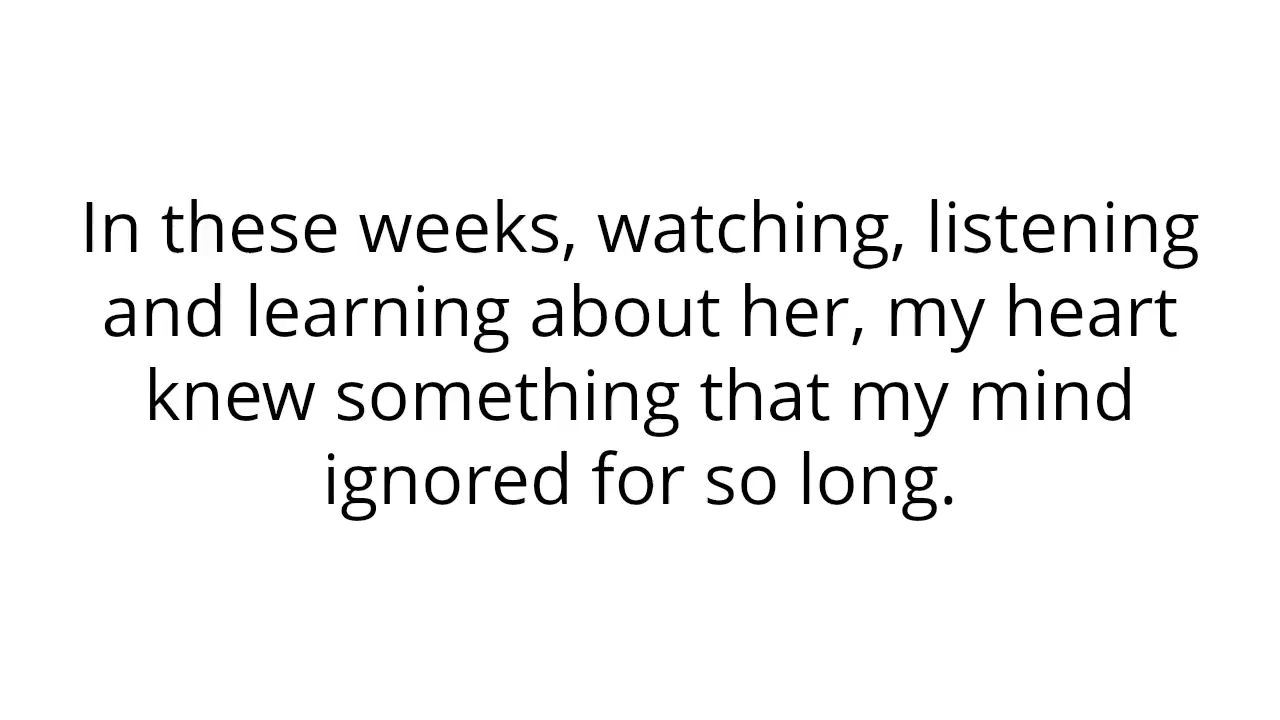 In these weeks, watching, listening
and learning about her, my heart
knew something that my mind
ignored for so long.